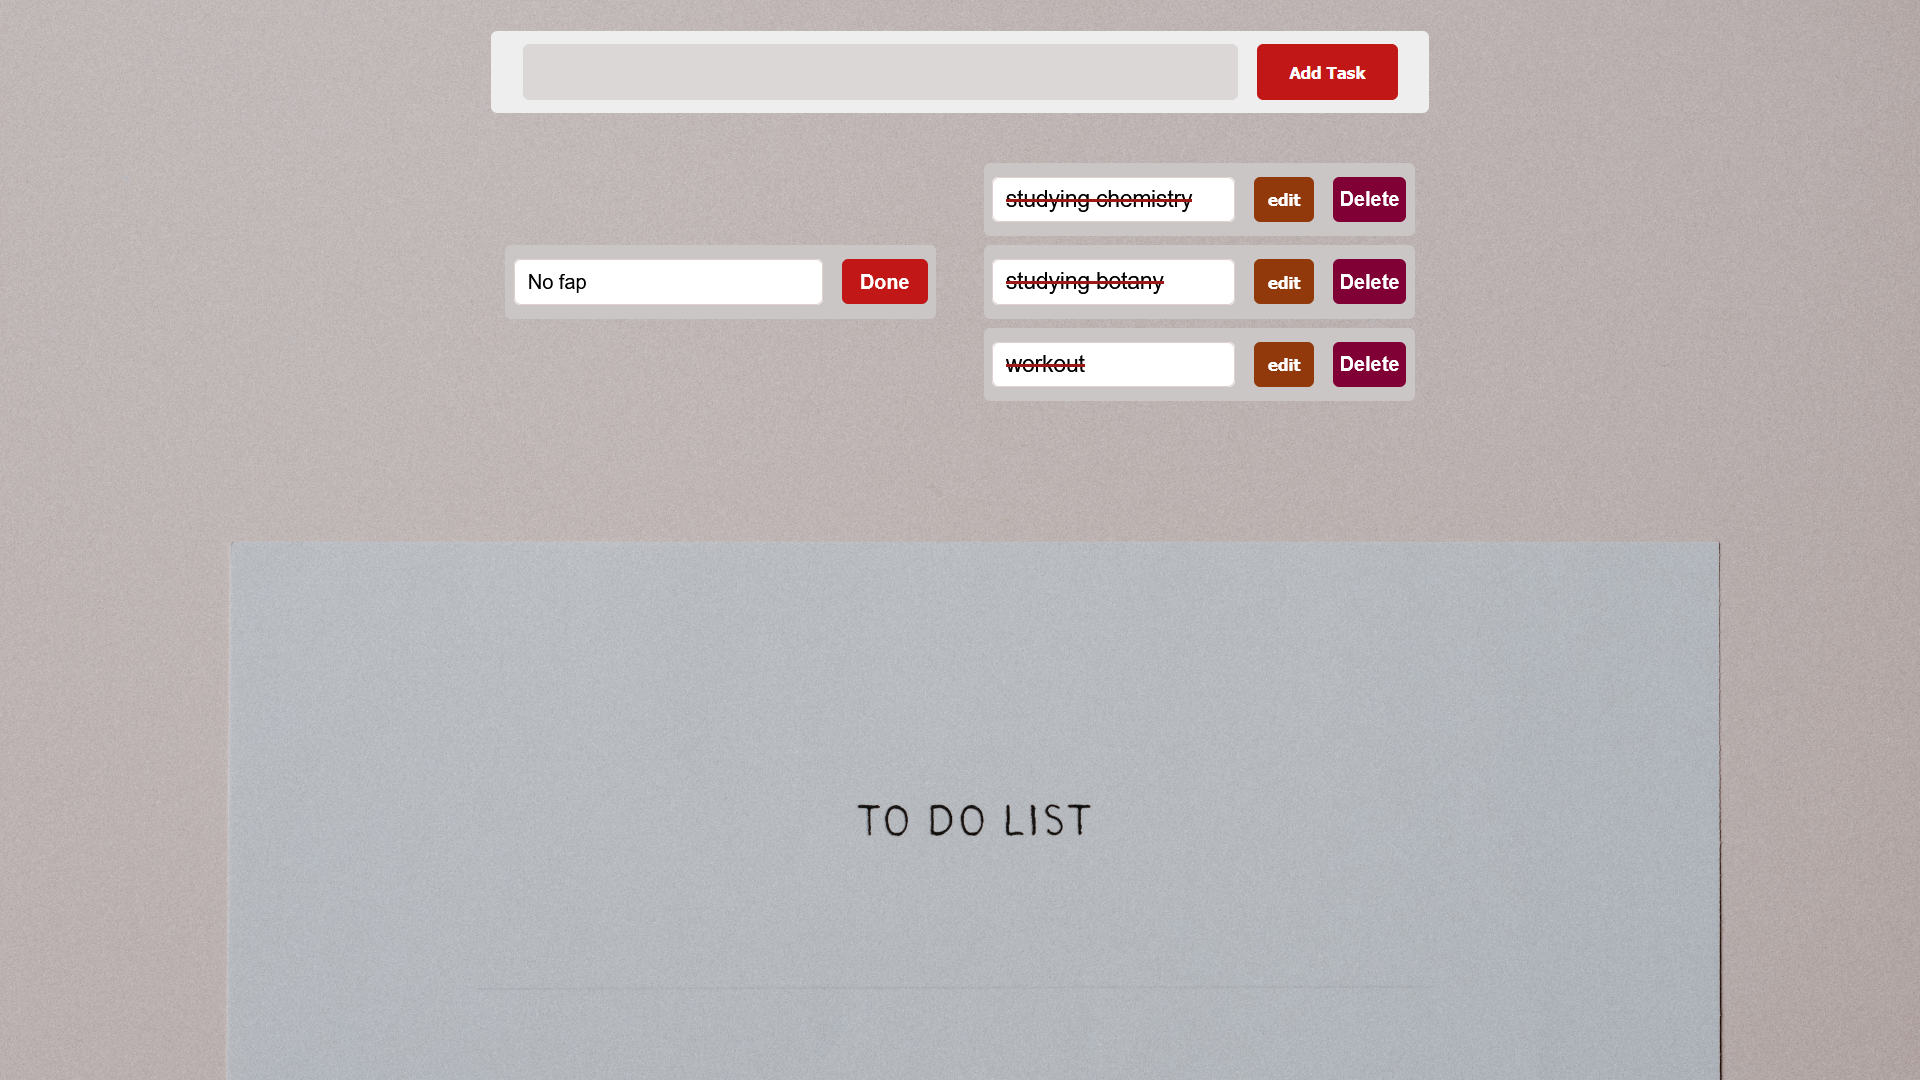 Add Task
studying chemistry edit Delete
No fap Done
studying botany edit Delete
workout edit Delete
TO DO LIST